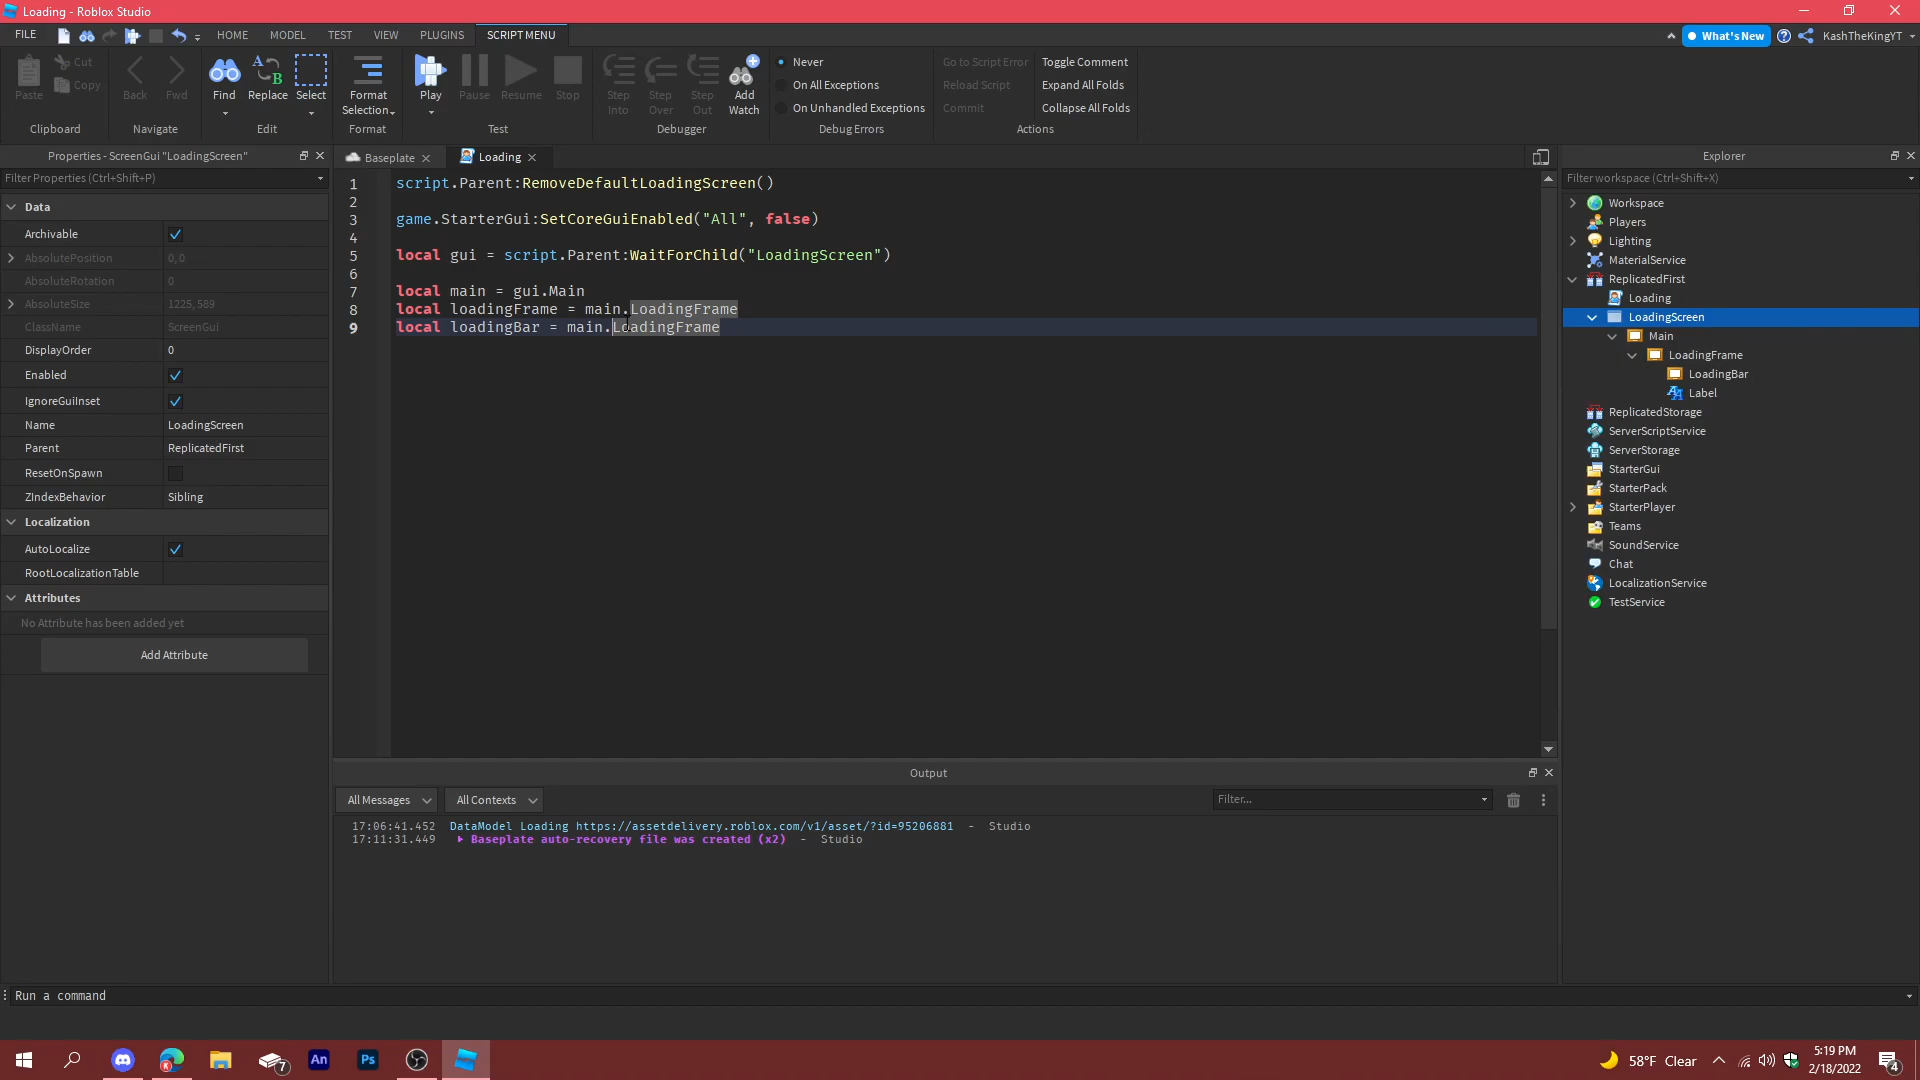 Loading - Roblox Studio
FILE HOME MODEL TEST VIEW PLUGINS SCRIPT MENU What's New KashTheKingYT
Paste Cut Copy Back Fwd Find Replace Select Format Selection Play Pause Resume Stop Step Into Step Over Step Out Add Watch
Never
On All Exceptions
On Unhandled Exceptions
Go to Script Error
Reload Script
Commit
Toggle Comment
Expand All Folds
Collapse All Folds
Clipboard Navigate Edit Format Test Debugger Debug Errors Actions
Properties - ScreenGui "LoadingScreen"
Filter Properties (Ctrl+Shift+P)
Data
Archivable
AbsolutePosition 0, 0
AbsoluteRotation 0
AbsoluteSize 1225, 589
ClassName ScreenGui
DisplayOrder 0
Enabled
IgnoreGuiInset
Name LoadingScreen
Parent ReplicatedFirst
ResetOnSpawn
ZIndexBehavior Sibling
Localization
AutoLocalize
RootLocalizationTable
Attributes
No Attribute has been added yet
Add Attribute
Baseplate Loading
1 script.Parent:RemoveDefaultLoadingScreen()
2
3 game.StarterGui:SetCoreGuiEnabled("All", false)
4
5 local gui = script.Parent:WaitForChild("LoadingScreen")
6
7 local main = gui.Main
8 local loadingFrame = main.LoadingFrame
9 local loadingBar = main.LoadingFrame
Output
All Messages All Contexts Filter...
17:06:41.452 DataModel Loading https://assetdelivery.roblox.com/v1/asset/?id=95206881 - Studio
17:11:31.449 Baseplate auto-recovery file was created (x2) - Studio
Explorer
Filter workspace (Ctrl+Shift+X)
Workspace
Players
Lighting
MaterialService
ReplicatedFirst
Loading
LoadingScreen
Main
LoadingFrame
LoadingBar
Label
ReplicatedStorage
ServerScriptService
ServerStorage
StarterGui
StarterPack
StarterPlayer
Teams
SoundService
Chat
LocalizationService
TestService
Run a command
7 An Ps 58°F Clear 5:19 PM
2/18/2022 4